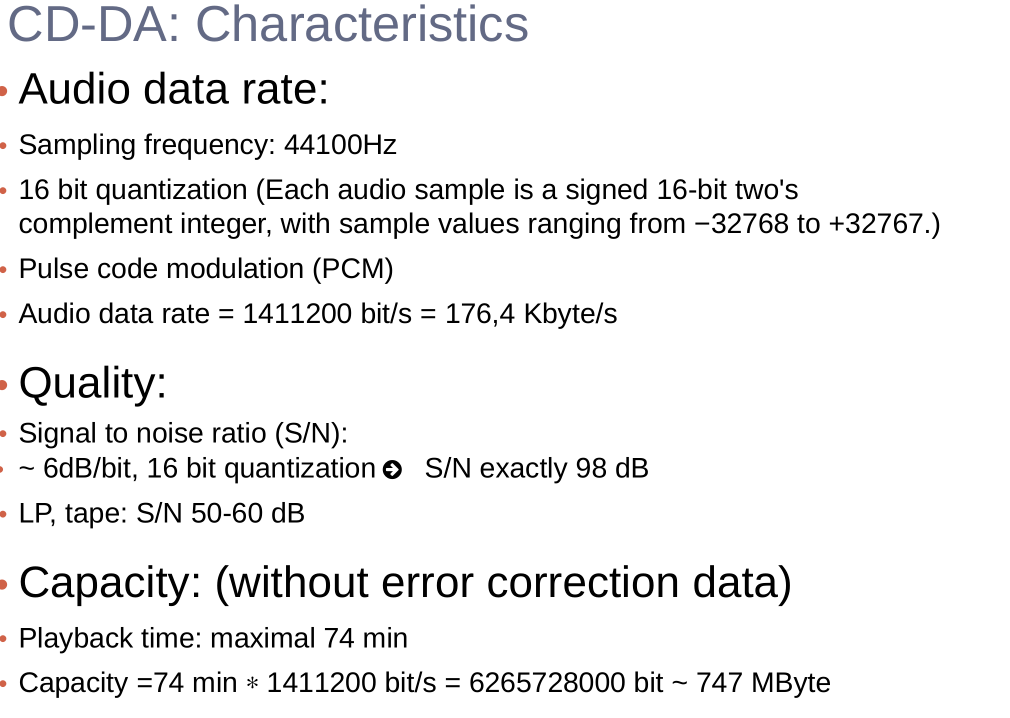 CD-DA: Characteristics
• Audio data rate:
• Sampling frequency: 44100Hz
• 16 bit quantization (Each audio sample is a signed 16-bit two's
complement integer, with sample values ranging from −32768 to +32767.)
• Pulse code modulation (PCM)
• Audio data rate = 1411200 bit/s = 176,4 Kbyte/s
• Quality:
• Signal to noise ratio (S/N):
• ~ 6dB/bit, 16 bit quantization ➲ S/N exactly 98 dB
• LP, tape: S/N 50-60 dB
• Capacity: (without error correction data)
• Playback time: maximal 74 min
• Capacity =74 min ∗ 1411200 bit/s = 6265728000 bit ~ 747 MByte